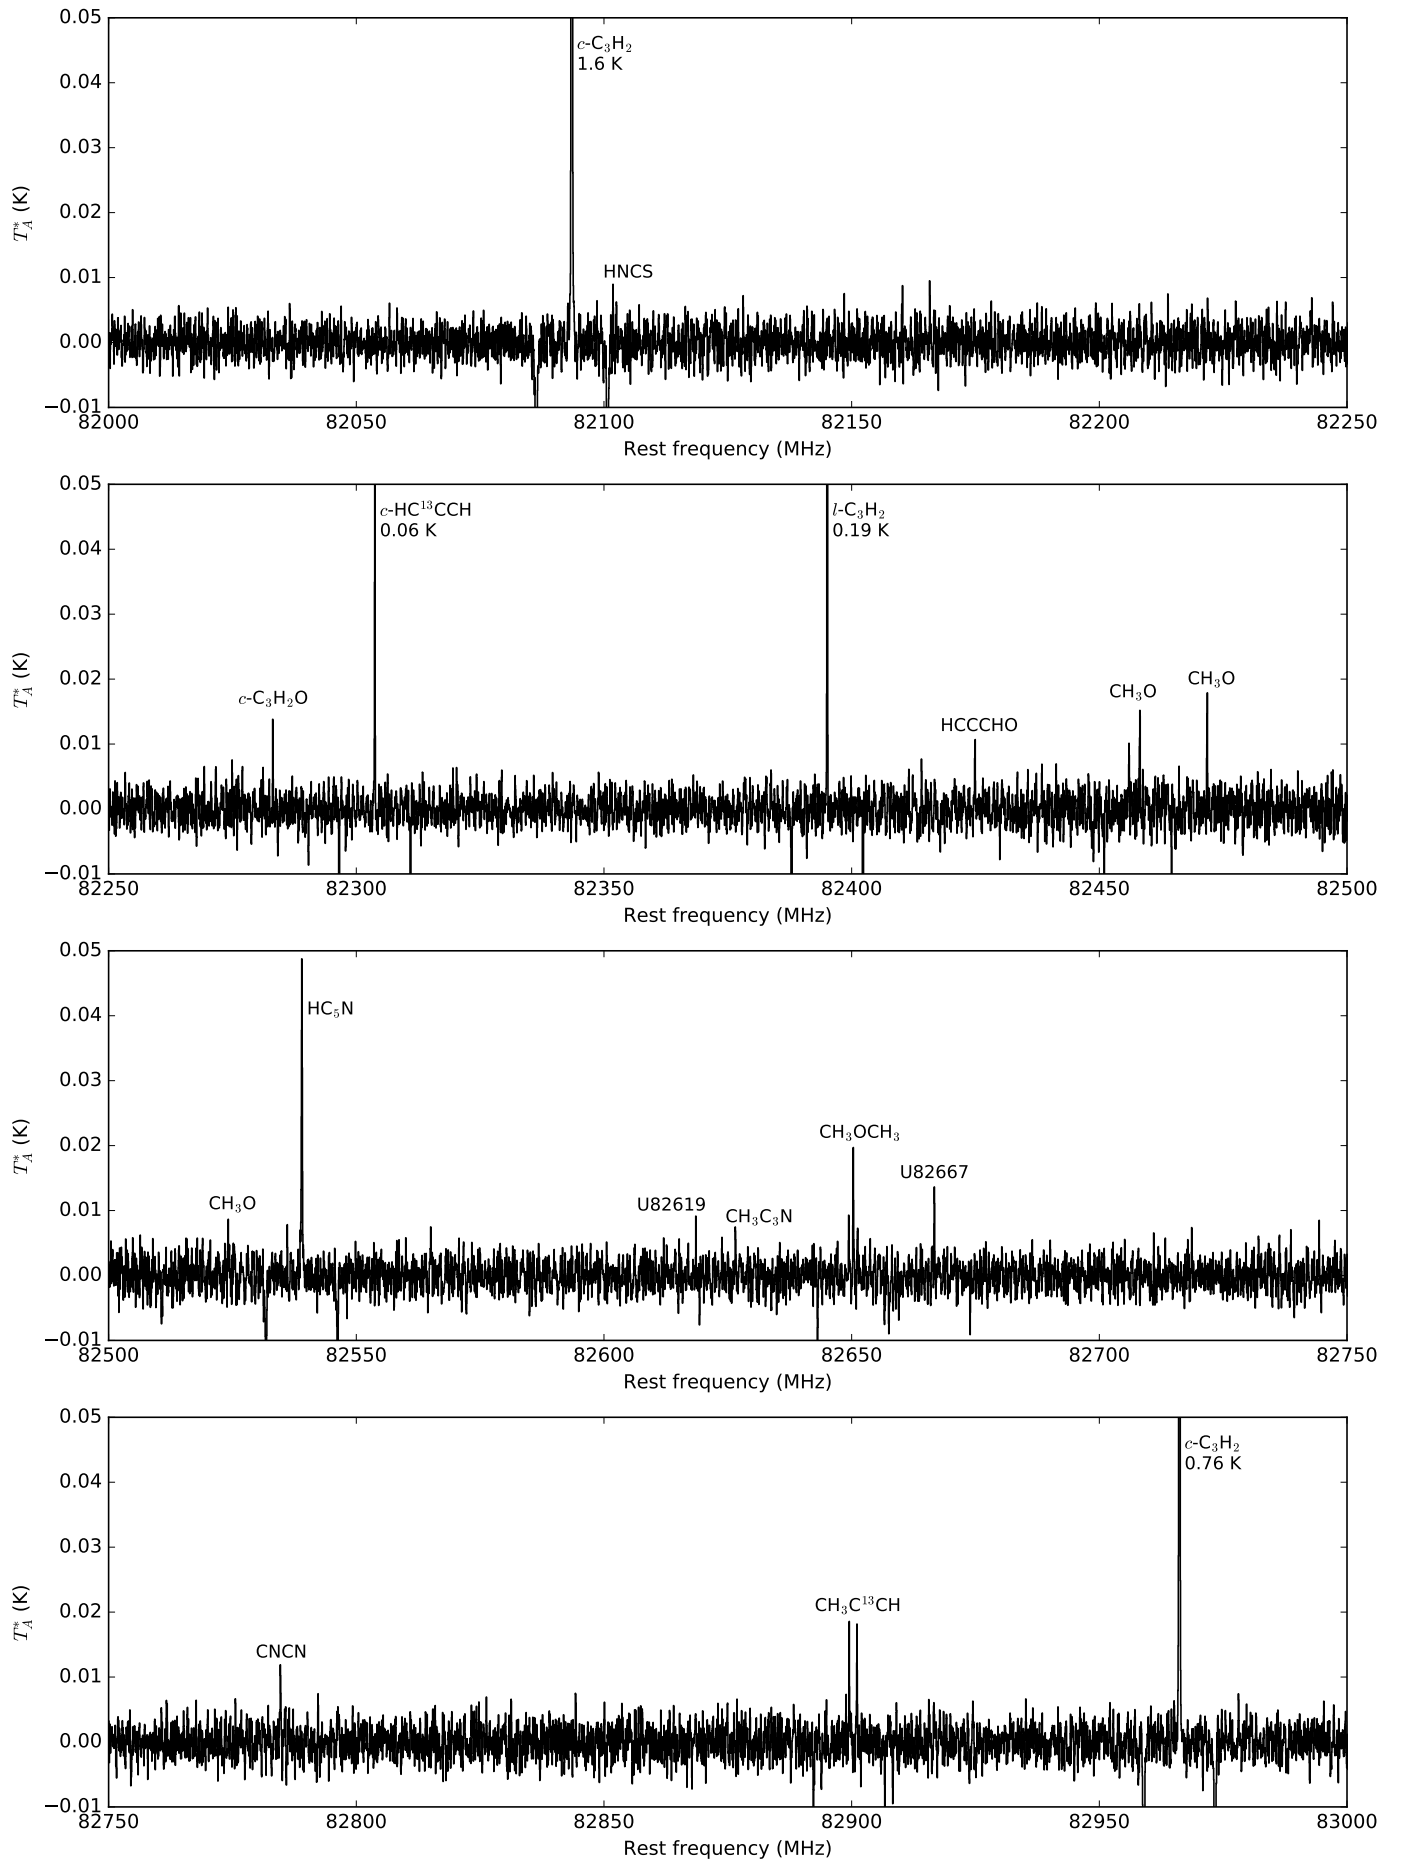 0.05
c-C₃H₂
1.6 K
0.04
0.03
T*A (K)
0.02
HNCS
0.01
0.00
−0.01
82000 82050 82100 82150 82200 82250
Rest frequency (MHz)
0.05
c-HC¹³CCH l-C₃H₂
0.06 K 0.19 K
0.04
0.03
T*A (K)
0.02
c-C₃H₂O HCCCHO CH₃O CH₃O
0.01
0.00
−0.01
82250 82300 82350 82400 82450 82500
Rest frequency (MHz)
0.05
HC₅N
0.04
0.03
T*A (K)
0.02
CH₃OCH₃
U82667
CH₃O U82619 CH₃C₃N
0.01
0.00
−0.01
82500 82550 82600 82650 82700 82750
Rest frequency (MHz)
0.05
c-C₃H₂
0.76 K
0.04
0.03
T*A (K)
0.02
CH₃C¹³CH
CNCN
0.01
0.00
−0.01
82750 82800 82850 82900 82950 83000
Rest frequency (MHz)